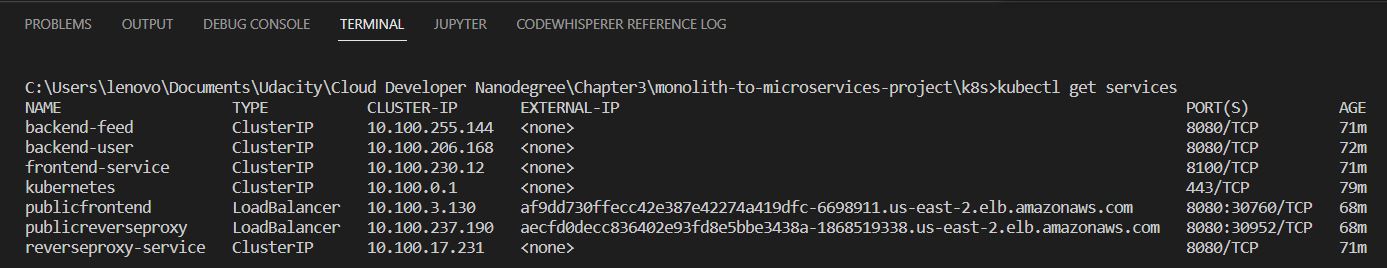 PROBLEMS OUTPUT DEBUG CONSOLE TERMINAL JUPYTER CODEWHISPERER REFERENCE LOG
C:\Users\lenovo\Documents\Udacity\Cloud Developer Nanodegree\Chapter3\monolith-to-microservices-project\k8s>kubectl get services
NAME TYPE CLUSTER-IP EXTERNAL-IP PORT(S) AGE
backend-feed ClusterIP 10.100.255.144 <none> 8080/TCP 71m
backend-user ClusterIP 10.100.206.168 <none> 8080/TCP 72m
frontend-service ClusterIP 10.100.230.12 <none> 8100/TCP 71m
kubernetes ClusterIP 10.100.0.1 <none> 443/TCP 79m
publicfrontend LoadBalancer 10.100.3.130 af9dd730ffecc42e387e42274a419dfc-6698911.us-east-2.elb.amazonaws.com 8080:30760/TCP 68m
publicreverseproxy LoadBalancer 10.100.237.190 aecfd0decc836402e93fd8e5bbe3438a-1868519338.us-east-2.elb.amazonaws.com 8080:30952/TCP 68m
reverseproxy-service ClusterIP 10.100.17.231 <none> 8080/TCP 71m